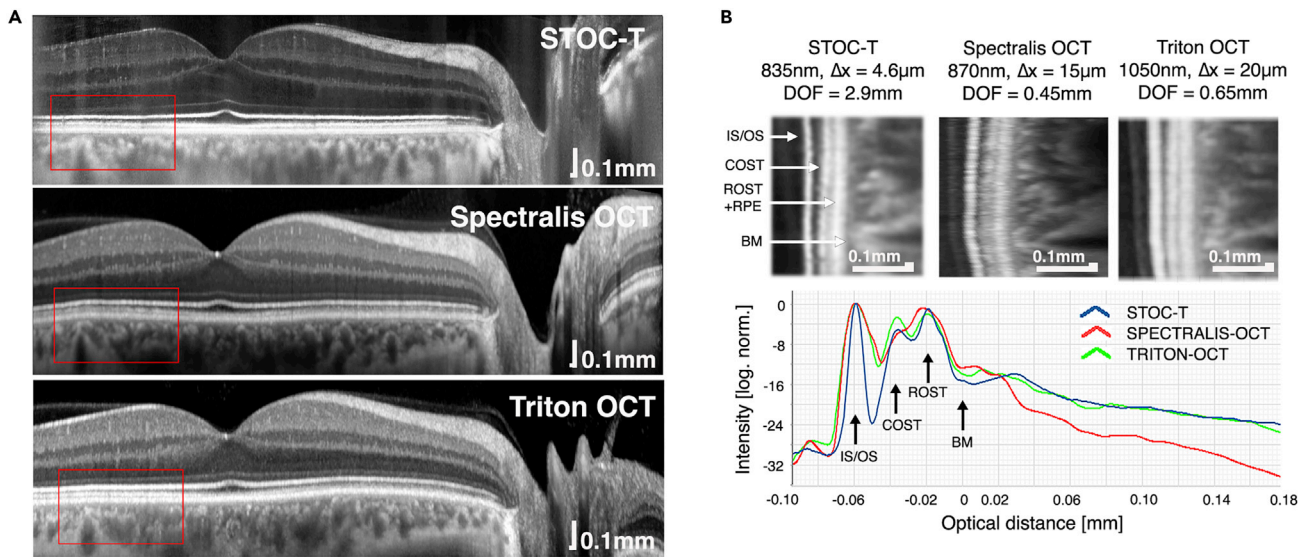 A
STOC-T
0.1mm
Spectralis OCT
0.1mm
Triton OCT
0.1mm
B
STOC-T
835nm, Δx = 4.6μm
DOF = 2.9mm
Spectralis OCT
870nm, Δx = 15μm
DOF = 0.45mm
Triton OCT
1050nm, Δx = 20μm
DOF = 0.65mm
IS/OS
COST
ROST
+RPE
BM
0.1mm
0.1mm
0.1mm
Intensity [log. norm.]
0
-8
-16
-24
-32
STOC-T
SPECTRALIS-OCT
TRITON-OCT
IS/OS
COST
ROST
BM
-0.10
-0.06
-0.02
0
0.02
0.06
0.10
0.14
0.18
Optical distance [mm]